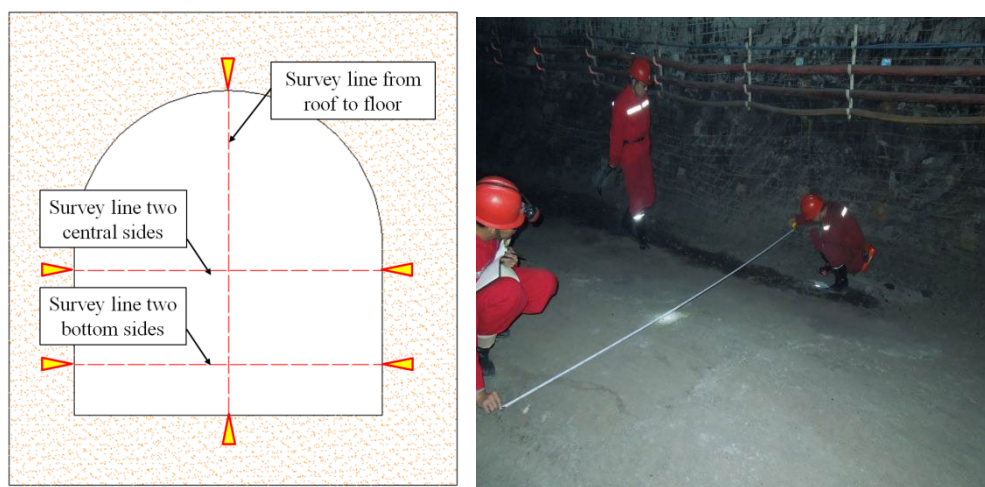 Survey line from
roof to floor
Survey line two
central sides
Survey line two
bottom sides